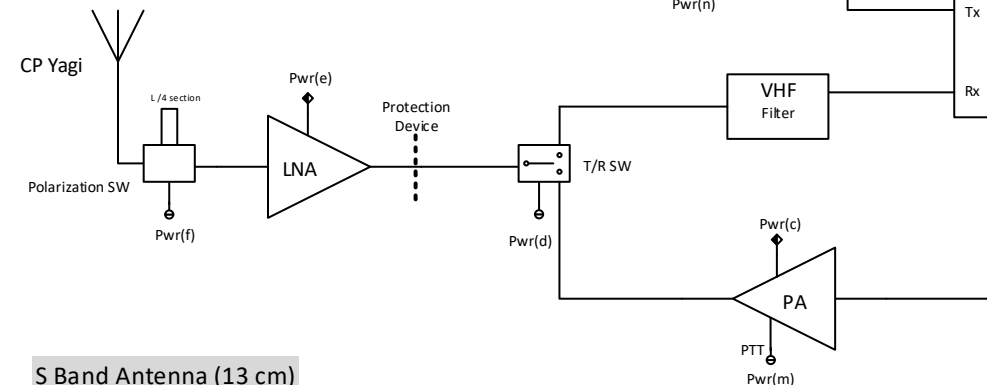 Pwr(n)
Tx
CP Yagi
L /4 section
Pwr(e)
Protection
Device
VHF
Filter
Rx
LNA
T/R SW
Polarization SW
Pwr(f)
Pwr(d)
Pwr(c)
PA
PTT
Pwr(m)
S Band Antenna (13 cm)